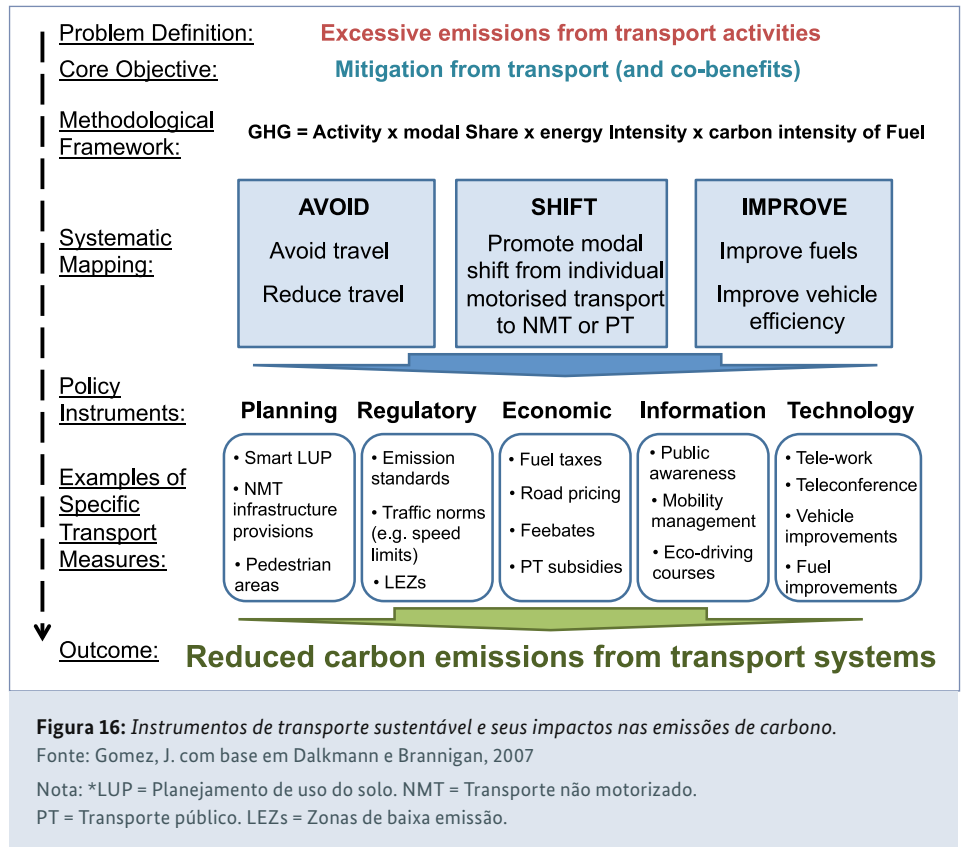 Problem Definition: Excessive emissions from transport activities
Core Objective: Mitigation from transport (and co-benefits)
Methodological
Framework:
GHG = Activity x modal Share x energy Intensity x carbon intensity of Fuel
Systematic
Mapping:
AVOID
Avoid travel
Reduce travel
SHIFT
Promote modal
shift from individual
motorised transport
to NMT or PT
IMPROVE
Improve fuels
Improve vehicle
efficiency
Policy
Instruments:
Examples of
Specific
Transport
Measures:
Planning
• Smart LUP
• NMT
infrastructure
provisions
• Pedestrian
areas
Regulatory
• Emission
standards
• Traffic norms
(e.g. speed
limits)
• LEZs
Economic
• Fuel taxes
• Road pricing
• Feebates
• PT subsidies
Information
• Public
awareness
• Mobility
management
• Eco-driving
courses
Technology
• Tele-work
• Teleconference
• Vehicle
improvements
• Fuel
improvements
Outcome: Reduced carbon emissions from transport systems
Figura 16: Instrumentos de transporte sustentável e seus impactos nas emissões de carbono.
Fonte: Gomez, J. com base em Dalkmann e Brannigan, 2007
Nota: *LUP = Planejamento de uso do solo. NMT = Transporte não motorizado.
PT = Transporte público. LEZs = Zonas de baixa emissão.